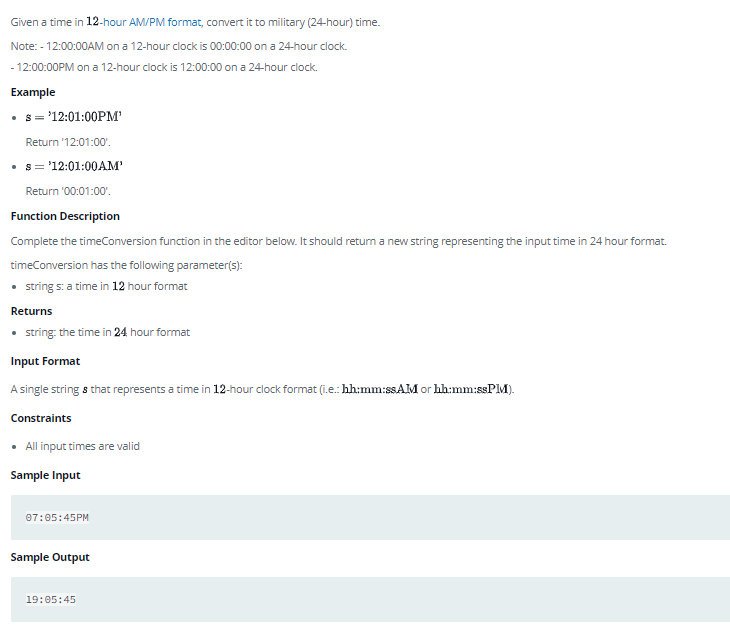 Given a time in 12-hour AM/PM format, convert it to military (24-hour) time.
Note: - 12:00:00AM on a 12-hour clock is 00:00:00 on a 24-hour clock.
- 12:00:00PM on a 12-hour clock is 12:00:00 on a 24-hour clock.
Example
• s = '12:01:00PM'
Return '12:01:00'.
• s = '12:01:00AM'
Return '00:01:00'.
Function Description
Complete the timeConversion function in the editor below. It should return a new string representing the input time in 24 hour format.
timeConversion has the following parameter(s):
• string s: a time in 12 hour format
Returns
• string: the time in 24 hour format
Input Format
A single string s that represents a time in 12-hour clock format (i.e.: hh:mm:ssAM or hh:mm:ssPM).
Constraints
• All input times are valid
Sample Input
07:05:45PM
Sample Output
19:05:45